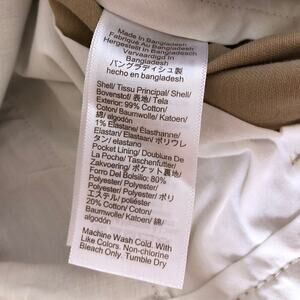 Made In Bangladesh
Fabriqué Au Bangladesh
Hergestellt In Bangladesh
Vervaardigd In
Bangladesh
バングラディシュ製
hecho en bangladesh
Shell/ Tissu Principal/ Shell/
Bovenstof/ 表地/ Tela
Exterior: 99% Cotton/
Coton/ Baumwolle/ Katoen/
綿/ algodón
1% Elastane/ Elasthanne/
Elastan/ Elastaan/ ポリウレ
タン/ elastano
Pocket Lining/ Doublure De
La Poche/ Taschenfutter/
Zakvoering/ ポケット裏地/
Forro Del Bolsillo: 80%
Polyester/ Polyester/
Polyester/ Polyester/ ポリ
エステル/ poliéster
20% Cotton/ Coton/
Baumwolle/ Katoen/ 綿/
algodón
Machine Wash Cold. With
Like Colors. Non-chlorine
Bleach Only. Tumble Dry